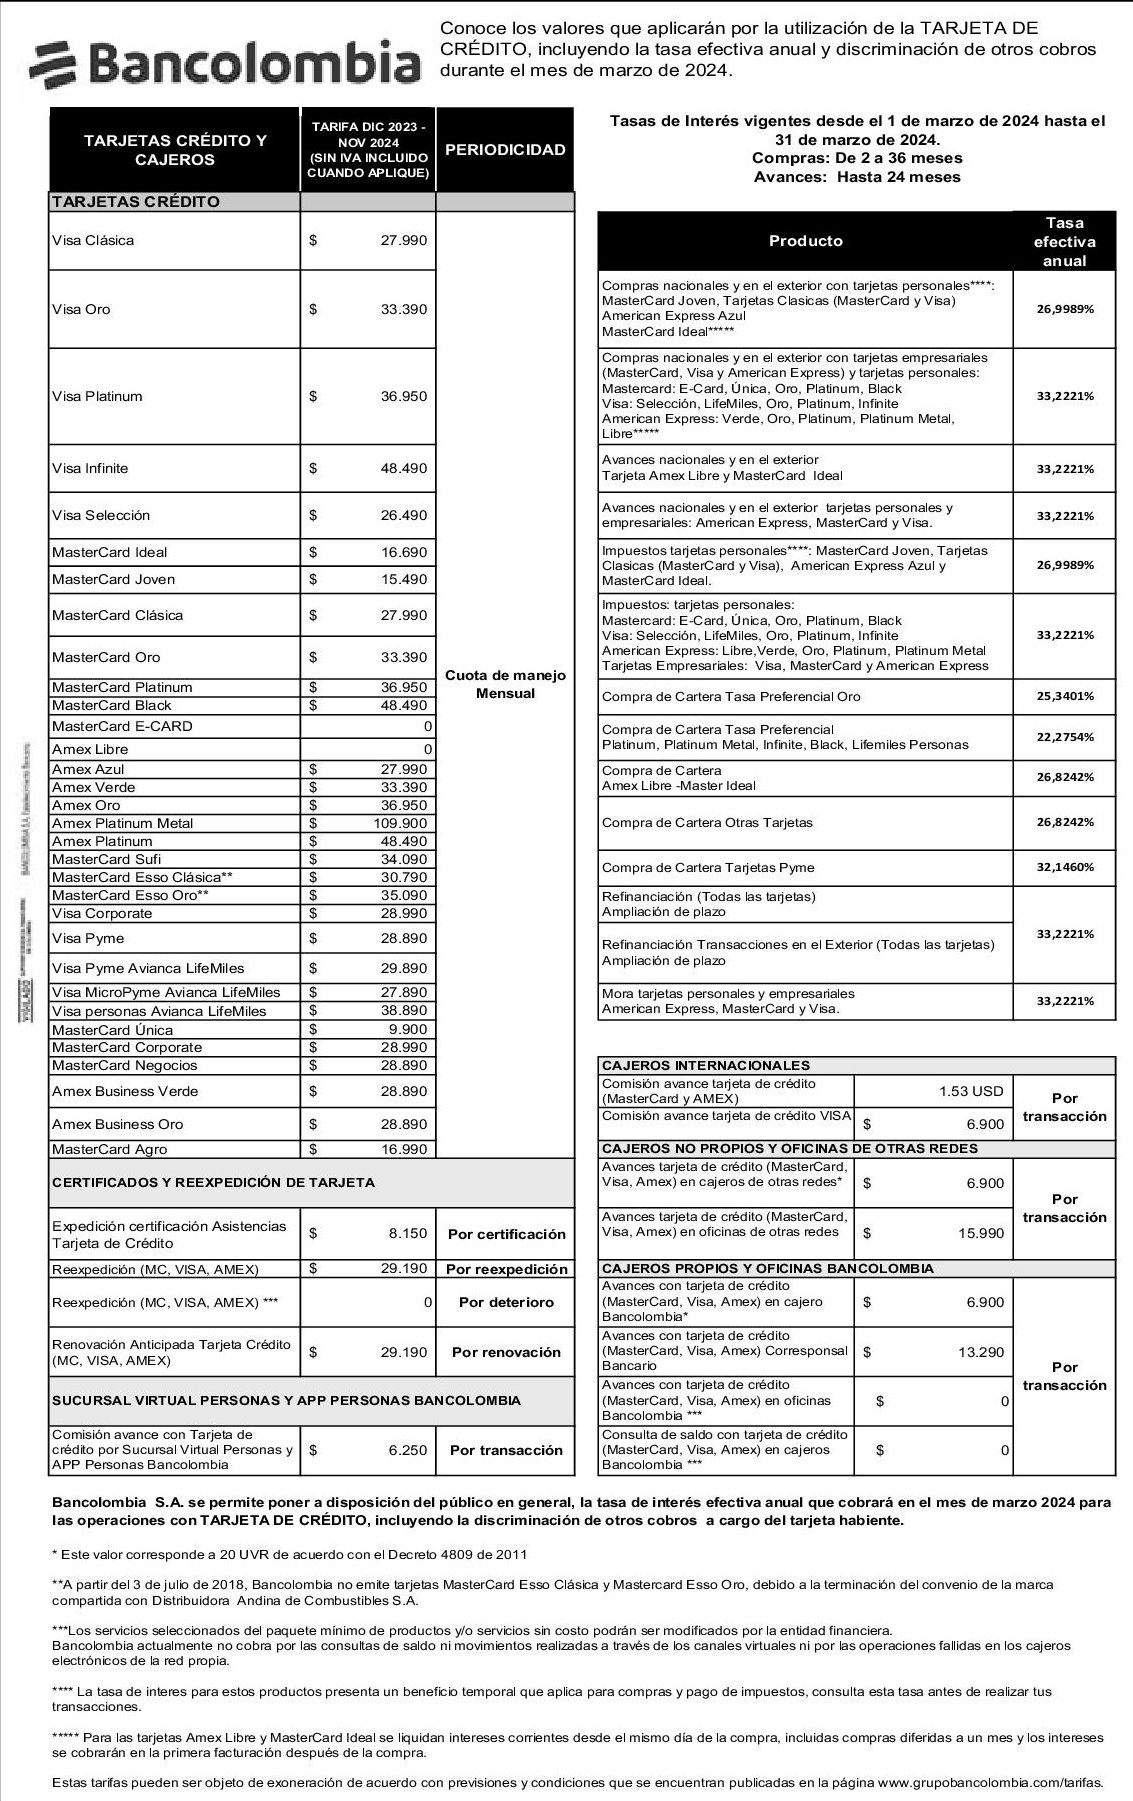 Bancolombia
Conoce los valores que aplicarán por la utilización de la TARJETA DE
CRÉDITO, incluyendo la tasa efectiva anual y discriminación de otros cobros
durante el mes de marzo de 2024.
TARJETAS CRÉDITO Y
CAJEROS
TARIFA DIC 2023 -
NOV 2024
(SIN IVA INCLUIDO
CUANDO APLIQUE)
PERIODICIDAD
TARJETAS CRÉDITO
Visa Clásica $ 27.990
Visa Oro $ 33.390
Visa Platinum $ 36.950
Visa Infinite $ 48.490
Visa Selección $ 26.490
MasterCard Ideal $ 16.690
MasterCard Joven $ 15.490
MasterCard Clásica $ 27.990
MasterCard Oro $ 33.390
MasterCard Platinum $ 36.950
MasterCard Black $ 48.490
MasterCard E-CARD 0
Amex Libre 0
Amex Azul $ 27.990
Amex Verde $ 33.390
Amex Oro $ 36.950
Amex Platinum Metal $ 109.900
Amex Platinum $ 48.490
MasterCard Sufi $ 34.090
MasterCard Esso Clásica** $ 30.790
MasterCard Esso Oro** $ 35.090
Visa Corporate $ 28.990
Visa Pyme $ 28.890
Visa Pyme Avianca LifeMiles $ 29.890
Visa MicroPyme Avianca LifeMiles $ 27.890
Visa personas Avianca LifeMiles $ 38.890
MasterCard Única $ 9.900
MasterCard Corporate $ 28.990
MasterCard Negocios $ 28.890
Amex Business Verde $ 28.890
Amex Business Oro $ 28.890
MasterCard Agro $ 16.990
Cuota de manejo
Mensual
CERTIFICADOS Y REEXPEDICIÓN DE TARJETA
Expedición certificación Asistencias
Tarjeta de Crédito $ 8.150 Por certificación
Reexpedición (MC, VISA, AMEX) $ 29.190 Por reexpedición
Reexpedición (MC, VISA, AMEX) *** 0 Por deterioro
Renovación Anticipada Tarjeta Crédito
(MC, VISA, AMEX) $ 29.190 Por renovación
SUCURSAL VIRTUAL PERSONAS Y APP PERSONAS BANCOLOMBIA
Comisión avance con Tarjeta de
crédito por Sucursal Virtual Personas y
APP Personas Bancolombia $ 6.250 Por transacción
Tasas de Interés vigentes desde el 1 de marzo de 2024 hasta el
31 de marzo de 2024.
Compras: De 2 a 36 meses
Avances: Hasta 24 meses
Producto
Tasa
efectiva
anual
Compras nacionales y en el exterior con tarjetas personales****:
MasterCard Joven, Tarjetas Clasicas (MasterCard y Visa)
American Express Azul
MasterCard Ideal*****
26,9989%
Compras nacionales y en el exterior con tarjetas empresariales
(MasterCard, Visa y American Express) y tarjetas personales:
Mastercard: E-Card, Única, Oro, Platinum, Black
Visa: Selección, LifeMiles, Oro, Platinum, Infinite
American Express: Verde, Oro, Platinum, Platinum Metal,
Libre*****
33,2221%
Avances nacionales y en el exterior
Tarjeta Amex Libre y MasterCard Ideal
33,2221%
Avances nacionales y en el exterior tarjetas personales y
empresariales: American Express, MasterCard y Visa.
33,2221%
Impuestos tarjetas personales****: MasterCard Joven, Tarjetas
Clasicas (MasterCard y Visa), American Express Azul y
MasterCard Ideal.
26,9989%
Impuestos: tarjetas personales:
Mastercard: E-Card, Única, Oro, Platinum, Black
Visa: Selección, LifeMiles, Oro, Platinum, Infinite
American Express: Libre,Verde, Oro, Platinum, Platinum Metal
Tarjetas Empresariales: Visa, MasterCard y American Express
33,2221%
Compra de Cartera Tasa Preferencial Oro 25,3401%
Compra de Cartera Tasa Preferencial
Platinum, Platinum Metal, Infinite, Black, Lifemiles Personas
22,2754%
Compra de Cartera
Amex Libre -Master Ideal
26,8242%
Compra de Cartera Otras Tarjetas 26,8242%
Compra de Cartera Tarjetas Pyme 32,1460%
Refinanciación (Todas las tarjetas)
Ampliación de plazo
Refinanciación Transacciones en el Exterior (Todas las tarjetas)
Ampliación de plazo
33,2221%
Mora tarjetas personales y empresariales
American Express, MasterCard y Visa.
33,2221%
CAJEROS INTERNACIONALES
Comisión avance tarjeta de crédito
(MasterCard y AMEX) 1.53 USD
Comisión avance tarjeta de crédito VISA $ 6.900
Por
transacción
CAJEROS NO PROPIOS Y OFICINAS DE OTRAS REDES
Avances tarjeta de crédito (MasterCard,
Visa, Amex) en cajeros de otras redes* $ 6.900
Avances tarjeta de crédito (MasterCard,
Visa, Amex) en oficinas de otras redes $ 15.990
Por
transacción
CAJEROS PROPIOS Y OFICINAS BANCOLOMBIA
Avances con tarjeta de crédito
(MasterCard, Visa, Amex) en cajero
Bancolombia* $ 6.900
Avances con tarjeta de crédito
(MasterCard, Visa, Amex) Corresponsal
Bancario $ 13.290
Avances con tarjeta de crédito
(MasterCard, Visa, Amex) en oficinas
Bancolombia *** $ 0
Consulta de saldo con tarjeta de crédito
(MasterCard, Visa, Amex) en cajeros
Bancolombia *** $ 0
Por
transacción
VIGILADO
Bancolombia S.A. se permite poner a disposición del público en general, la tasa de interés efectiva anual que cobrará en el mes de marzo 2024 para
las operaciones con TARJETA DE CRÉDITO, incluyendo la discriminación de otros cobros a cargo del tarjeta habiente.
* Este valor corresponde a 20 UVR de acuerdo con el Decreto 4809 de 2011
**A partir del 3 de julio de 2018, Bancolombia no emite tarjetas MasterCard Esso Clásica y Mastercard Esso Oro, debido a la terminación del convenio de la marca
compartida con Distribuidora Andina de Combustibles S.A.
***Los servicios seleccionados del paquete mínimo de productos y/o servicios sin costo podrán ser modificados por la entidad financiera.
Bancolombia actualmente no cobra por las consultas de saldo ni movimientos realizadas a través de los canales virtuales ni por las operaciones fallidas en los cajeros
electrónicos de la red propia.
**** La tasa de interes para estos productos presenta un beneficio temporal que aplica para compras y pago de impuestos, consulta esta tasa antes de realizar tus
transacciones.
***** Para las tarjetas Amex Libre y MasterCard Ideal se liquidan intereses corrientes desde el mismo día de la compra, incluidas compras diferidas a un mes y los intereses
se cobrarán en la primera facturación después de la compra.
Estas tarifas pueden ser objeto de exoneración de acuerdo con previsiones y condiciones que se encuentran publicadas en la página www.grupobancolombia.com/tarifas.